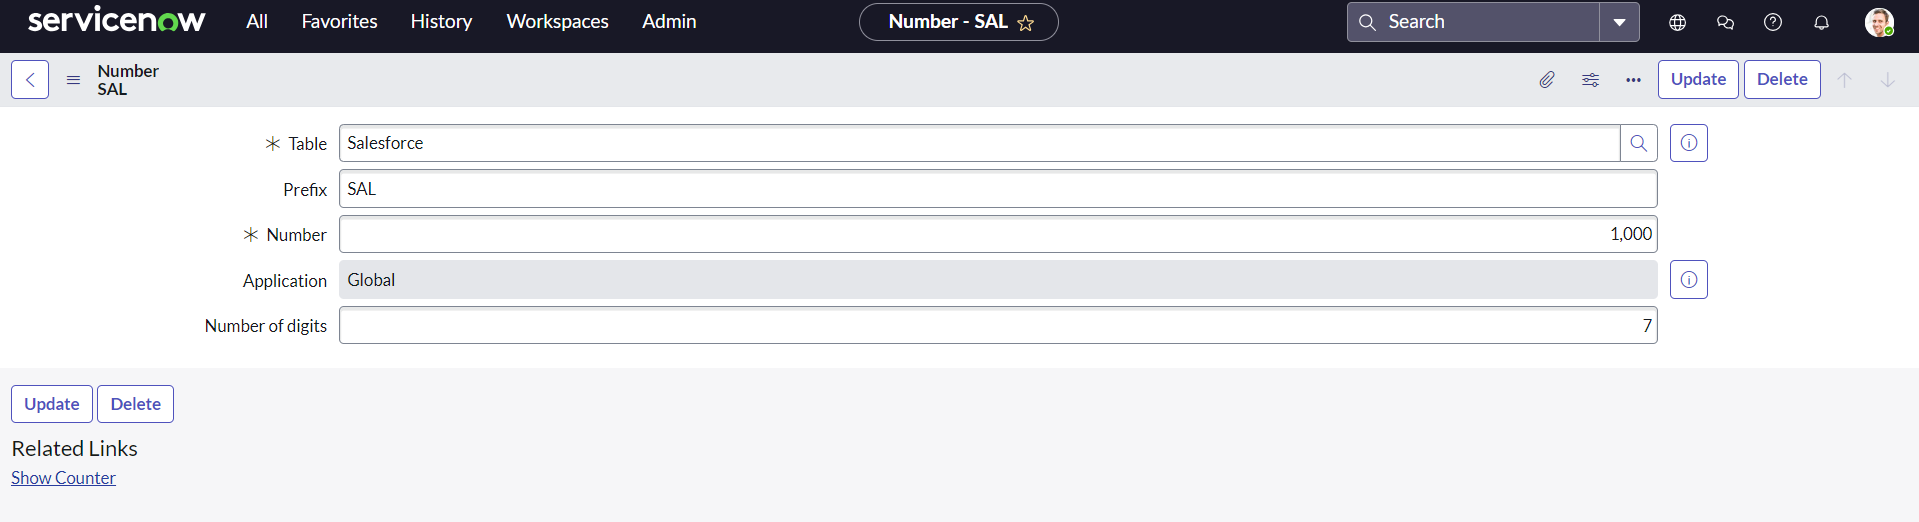 servicenow All Favorites History Workspaces Admin Number - SAL Search
Number
SAL
Update Delete
Table Salesforce
Prefix SAL
Number 1,000
Application Global
Number of digits 7
Update Delete
Related Links
Show Counter